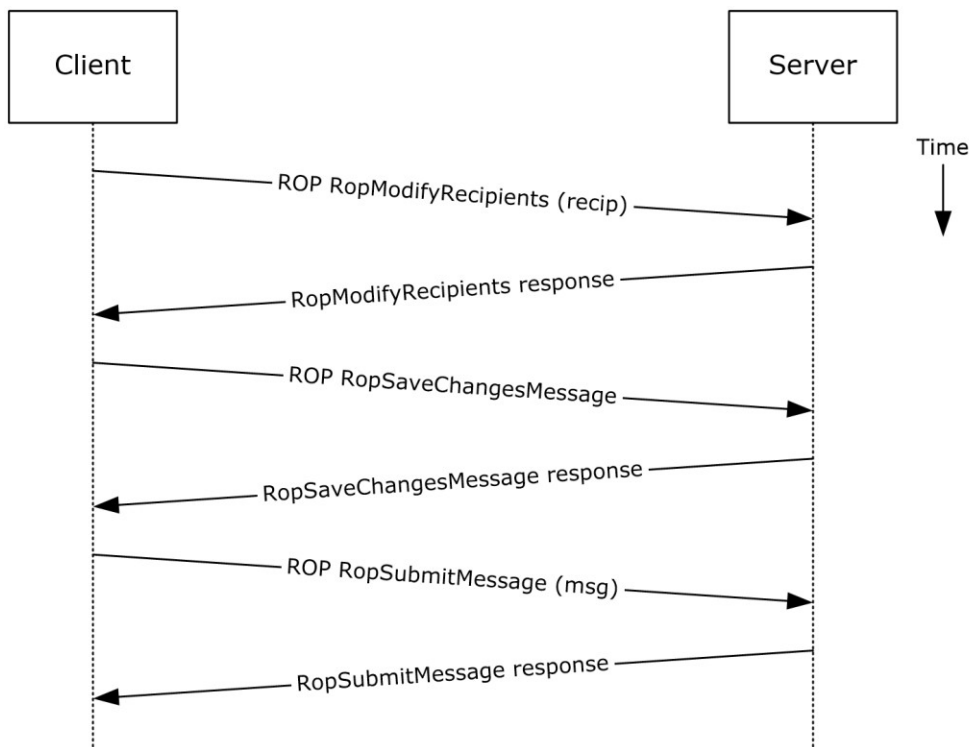 Client
Server
Time
ROP RopModifyRecipients (recip)
RopModifyRecipients response
ROP RopSaveChangesMessage
RopSaveChangesMessage response
ROP RopSubmitMessage (msg)
RopSubmitMessage response